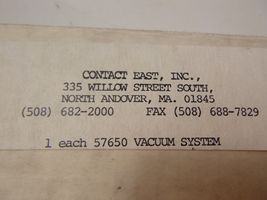 CONTACT EAST, INC.,
335 WILLOW STREET SOUTH,
NORTH ANDOVER, MA. 01845
(508) 682-2000 FAX (508) 688-7829
1 each 57650 VACUUM SYSTEM